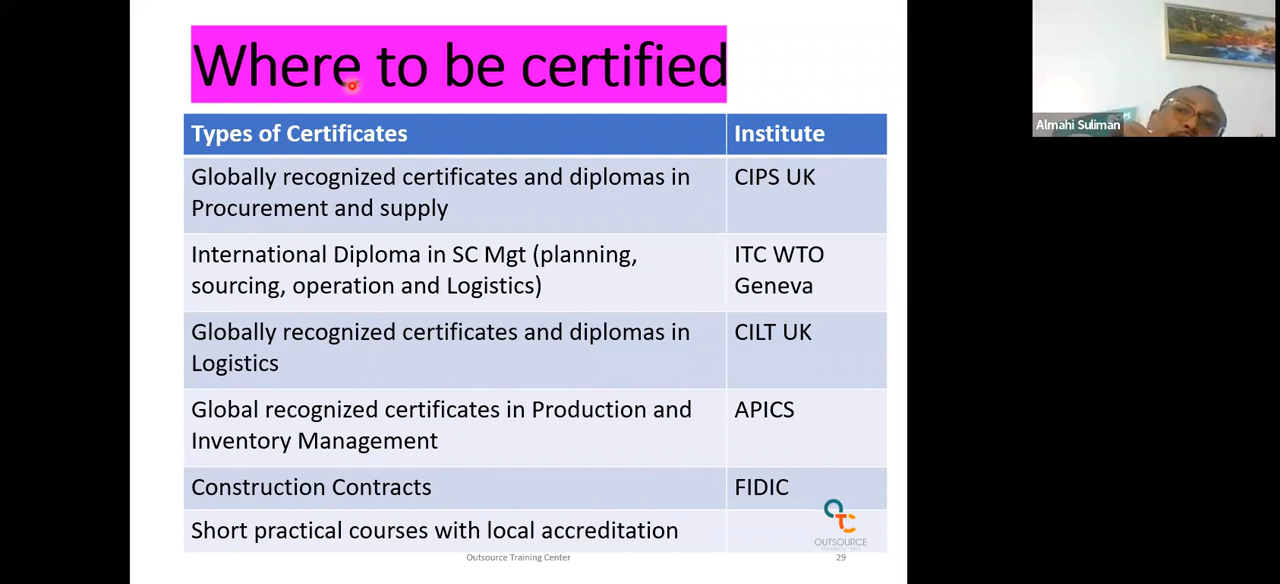 Where to be certified
Almahi Suliman
Types of Certificates
Institute
Globally recognized certificates and diplomas in
Procurement and supply
CIPS UK
International Diploma in SC Mgt (planning,
sourcing, operation and Logistics)
ITC WTO
Geneva
Globally recognized certificates and diplomas in
Logistics
CILT UK
Global recognized certificates in Production and
Inventory Management
APICS
Construction Contracts
FIDIC
Short practical courses with local accreditation
OTC
OUTSOURCE
Outsource Training Center
29